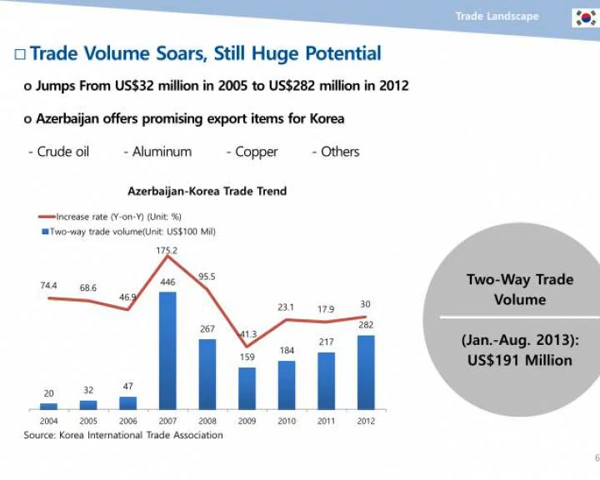 Trade Landscape
□ Trade Volume Soars, Still Huge Potential
o Jumps From US$32 million in 2005 to US$282 million in 2012
o Azerbaijan offers promising export items for Korea
- Crude oil - Aluminum - Copper - Others
Azerbaijan-Korea Trade Trend
Increase rate (Y-on-Y) (Unit: %)
Two-way trade volume(Unit: US$100 Mil)
74.4 68.6 46.9 175.2 95.5 -41.3 23.1 17.9 30
20 32 47 446 267 159 184 217 282
2004 2005 2006 2007 2008 2009 2010 2011 2012
Source: Korea International Trade Association
Two-Way Trade
Volume
(Jan.-Aug. 2013):
US$191 Million
6